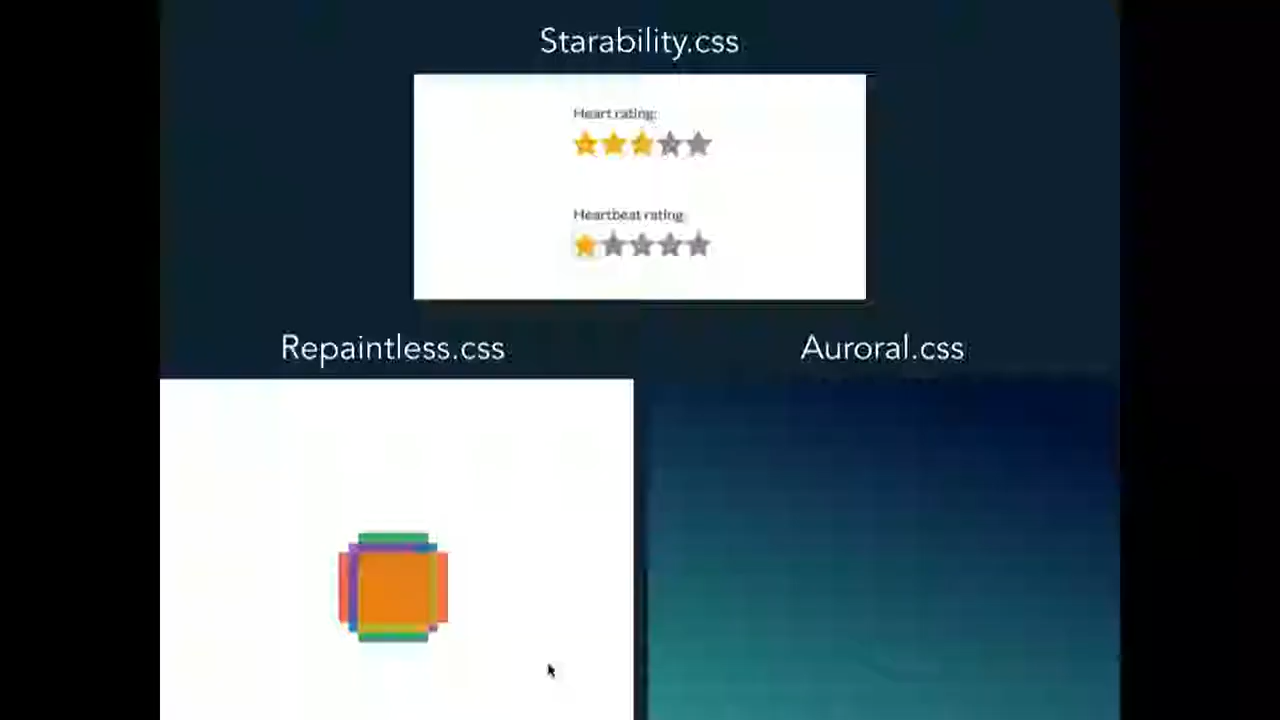 Starability.css
Heart rating:
Heartbeat rating
Repaintless.css
Auroral.css